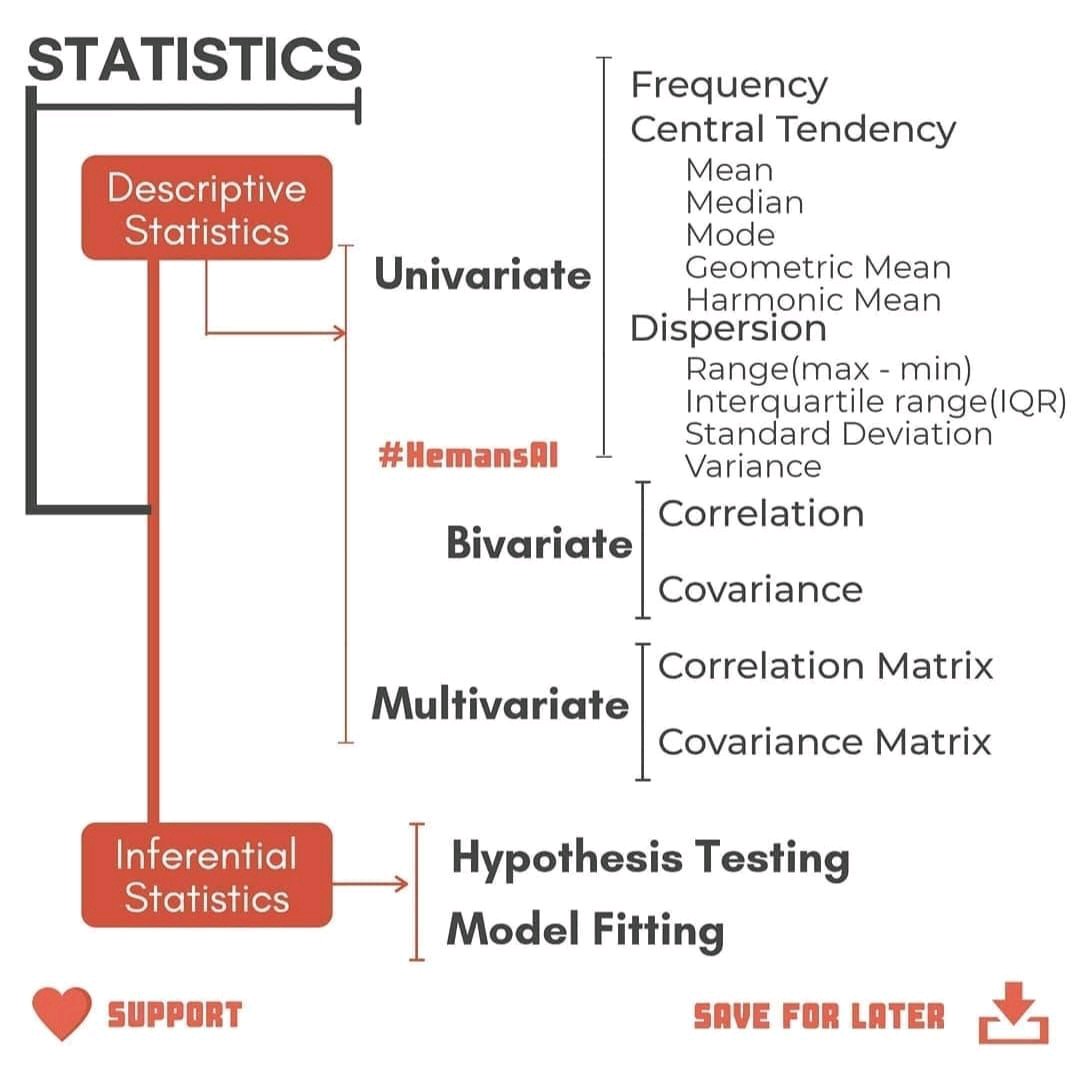 STATISTICS
Descriptive
Statistics
Univariate
Frequency
Central Tendency
Mean
Median
Mode
Geometric Mean
Harmonic Mean
Dispersion
Range(max - min)
Interquartile range(IQR)
Standard Deviation
Variance
#HemansAI
Bivariate
Correlation
Covariance
Multivariate
Correlation Matrix
Covariance Matrix
Inferential
Statistics
Hypothesis Testing
Model Fitting
SUPPORT
SAVE FOR LATER